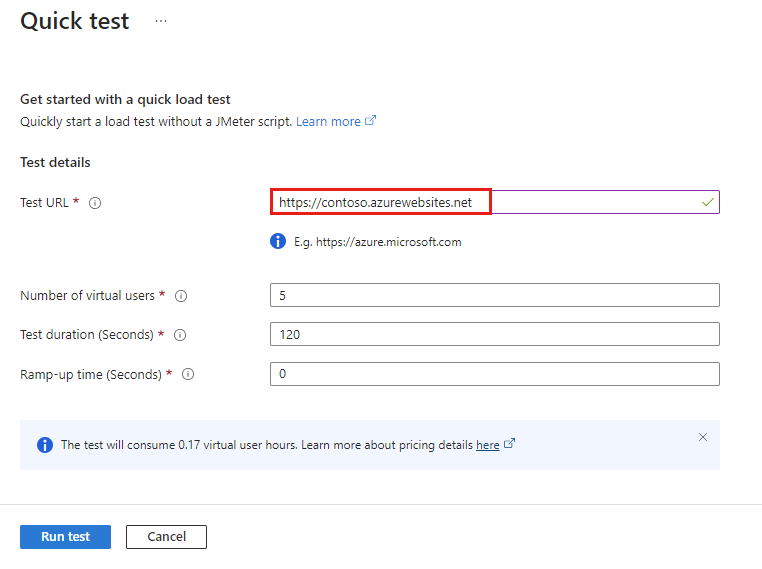 Quick test ...
Get started with a quick load test
Quickly start a load test without a JMeter script. Learn more
Test details
Test URL * https://contoso.azurewebsites.net
E.g. https://azure.microsoft.com
Number of virtual users * 5
Test duration (Seconds) * 120
Ramp-up time (Seconds) * 0
The test will consume 0.17 virtual user hours. Learn more about pricing details here
Run test Cancel